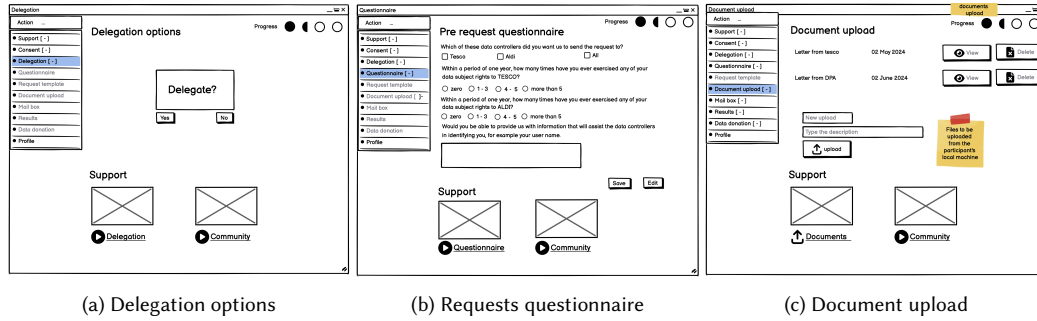 Delegation
Action
Support [ - ]
Consent [ - ]
Delegation [ - ]
Questionnaire
Request template
Document upload
Mail box
Results
Data donation
Profile
Delegation options
Progress
Delegate?
Yes
No
Support
Delegation
Community
(a) Delegation options
Questionnaire
Action
Support [ - ]
Consent [ - ]
Delegation [ - ]
Questionnaire [ - ]
Request template
Document upload [ ]-
Mail box
Results
Data donation
Profile
Progress
Pre request questionnaire
Which of these data controllers did you want to send the request to?
Tesco Aldi All
Within a period of one year, how many times have you ever exercised any of your
data subject rights to TESCO?
zero 1 - 3 4 - 5 more than 5
Within a period of one year, how many times have you ever exercised any of your
data subject rights to ALDI?
zero 1 - 3 4 - 5 more than 5
Would you be able to provide us with information that will assist the data controllers
in identifying you, for example your user name.
Save Edit
Support
Questionnaire
Community
(b) Requests questionnaire
Document upload
documents
upload
Action
Support [ - ]
Consent [ - ]
Delegation [ - ]
Questionnaire [ - ]
Request template
Document upload [ - ]
Mail box [ - ]
Results [ - ]
Data donation [ - ]
Profile
Progress
Document upload
Letter from tesco 02 May 2024 View Delete
Letter from DPA 02 June 2024 View Delete
New upload
Type the description
upload
Files to be
uploaded
from the
participant's
local machine
Support
Documents
Community
(c) Document upload